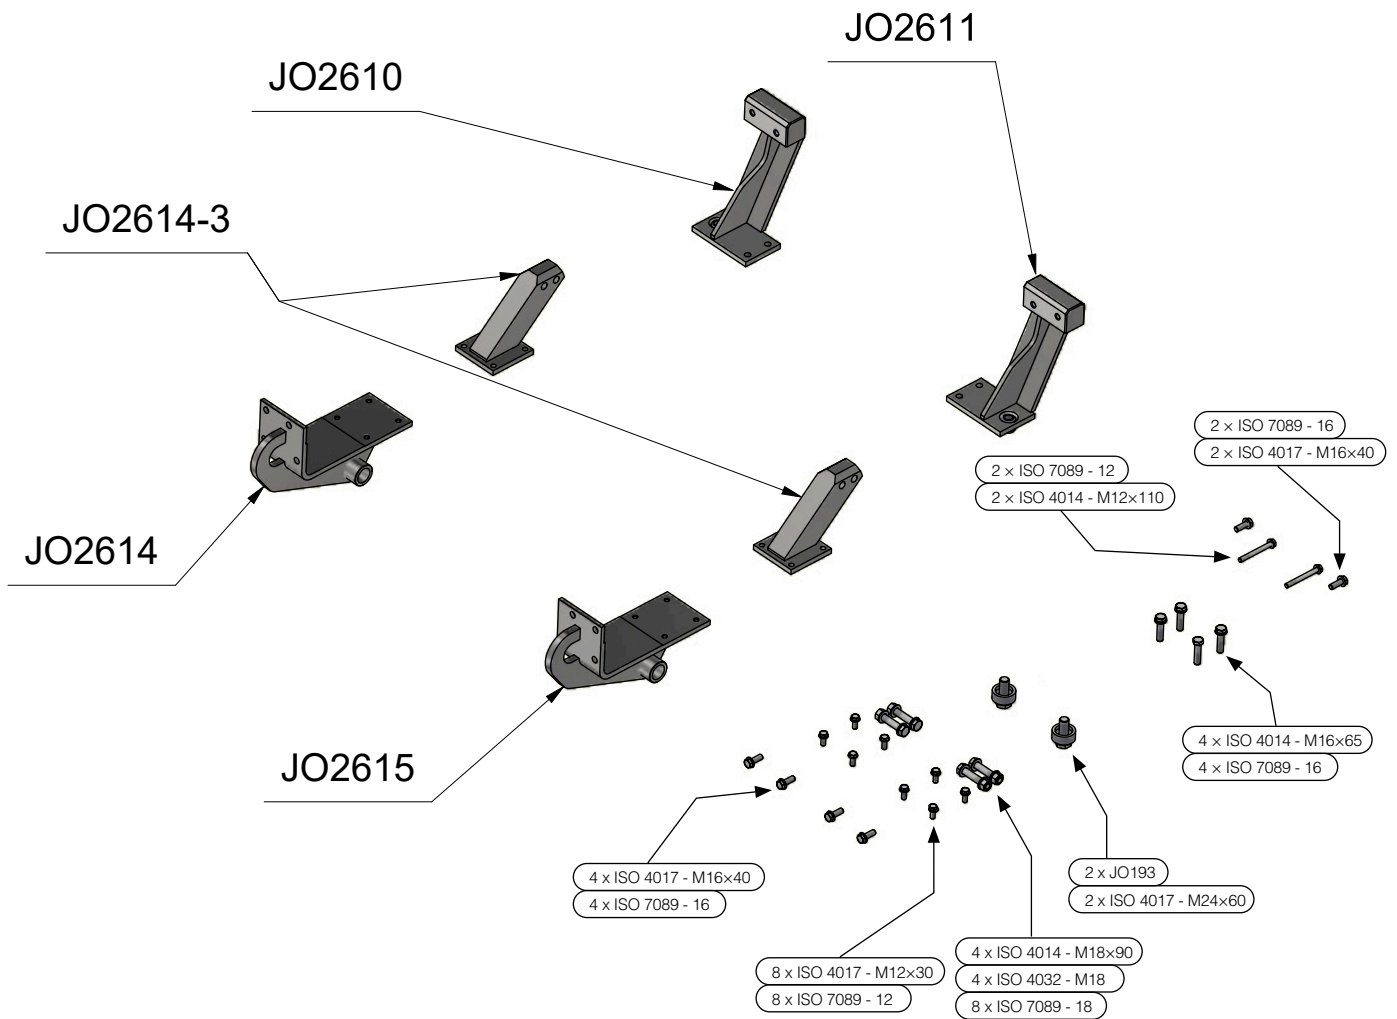 JO2611
JO2610
JO2614-3
2 × ISO 7089 - 16
2 × ISO 4017 - M16×40
2 × ISO 7089 - 12
2 × ISO 4014 - M12×110
JO2614
4 × ISO 4014 - M16×65
4 × ISO 7089 - 16
JO2615
4 x ISO 4017 - M16×40
4 x ISO 7089 - 16
2 x JO193
2 x ISO 4017 - M24×60
8 x ISO 4017 - M12×30
8 x ISO 7089 - 12
4 x ISO 4014 - M18×90
4 x ISO 4032 - M18
8 x ISO 7089 - 18